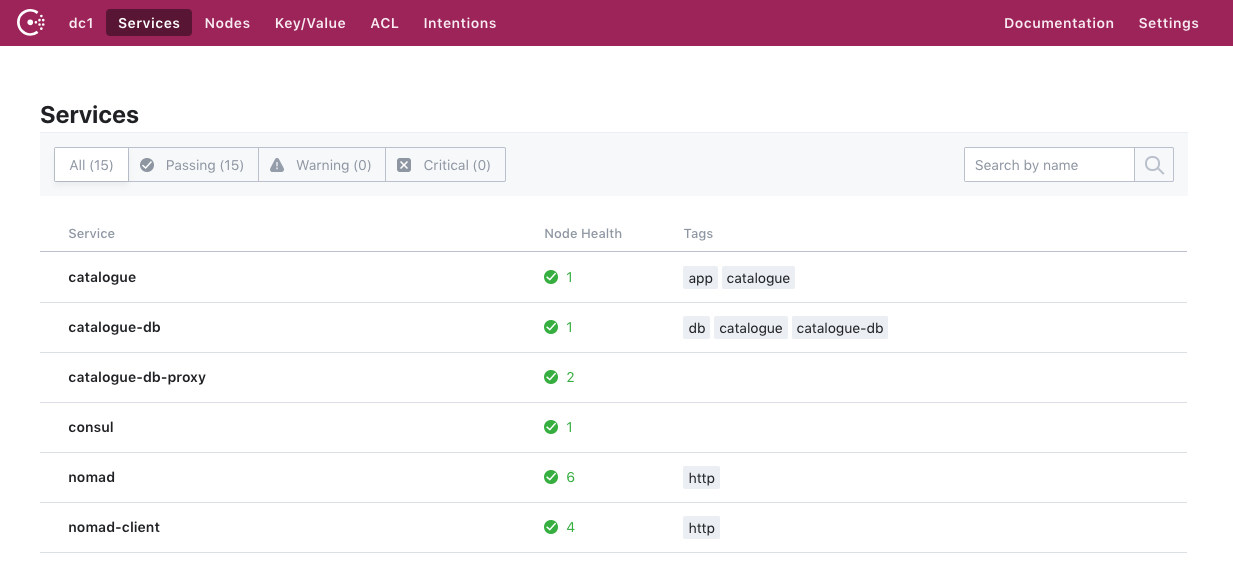 dc1 Services Nodes Key/Value ACL Intentions Documentation Settings
Services
All (15) Passing (15) Warning (0) Critical (0) Search by name
Service Node Health Tags
catalogue 1 app catalogue
catalogue-db 1 db catalogue catalogue-db
catalogue-db-proxy 2
consul 1
nomad 6 http
nomad-client 4 http